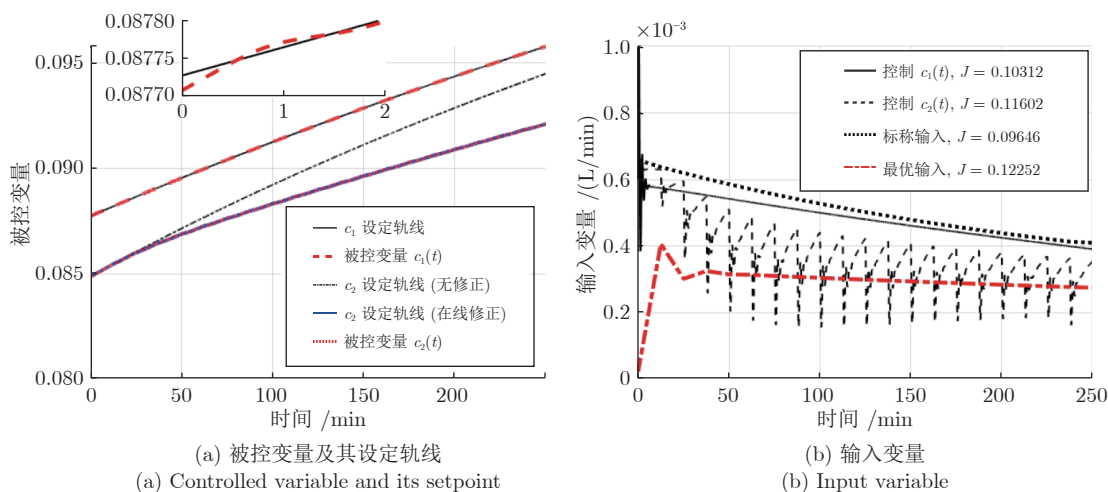 0.08780
0.08775
0.08770
0
1
2
0.095
0.090
0.085
0.080
被控变量
c₁ 设定轨线
被控变量 c₁(t)
c₂ 设定轨线 (无修正)
c₂ 设定轨线 (在线修正)
被控变量 c₂(t)
0 50 100 150 200
时间 /min
(a) 被控变量及其设定轨线
(a) Controlled variable and its setpoint
×10⁻³
1.0
0.8
0.6
0.4
0.2
0
输入变量 /(L/min)
控制 c₁(t), J = 0.10312
控制 c₂(t), J = 0.11602
标称输入, J = 0.09646
最优输入, J = 0.12252
0 50 100 150 200 250
时间 /min
(b) 输入变量
(b) Input variable